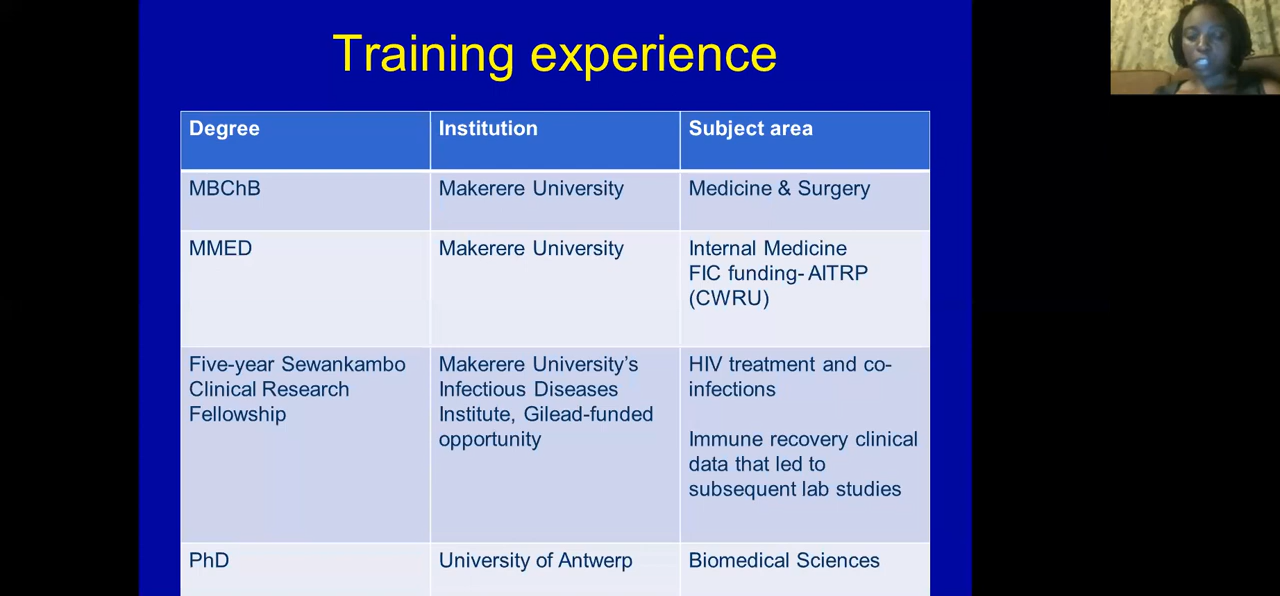 Training experience
Degree
Institution
Subject area
MBChB
Makerere University
Medicine & Surgery
MMED
Makerere University
Internal Medicine
FIC funding- AITRP
(CWRU)
Five-year Sewankambo
Clinical Research
Fellowship
Makerere University’s
Infectious Diseases
Institute, Gilead-funded
opportunity
HIV treatment and co-
infections
Immune recovery clinical
data that led to
subsequent lab studies
PhD
University of Antwerp
Biomedical Sciences